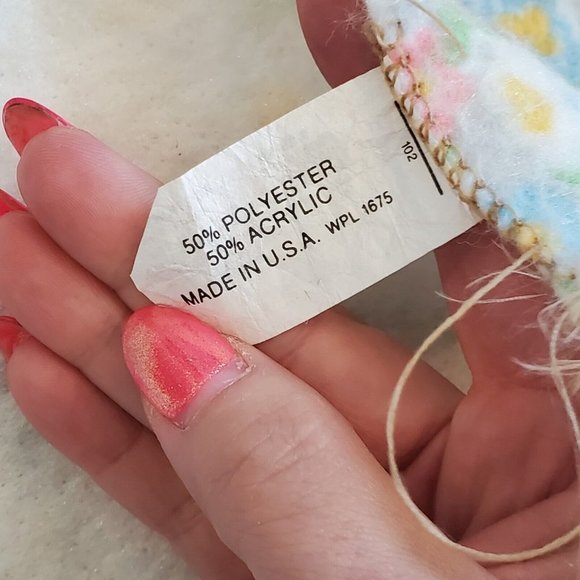 50% POLYESTER
50% ACRYLIC
MADE IN U.S.A. WPL 1675
102